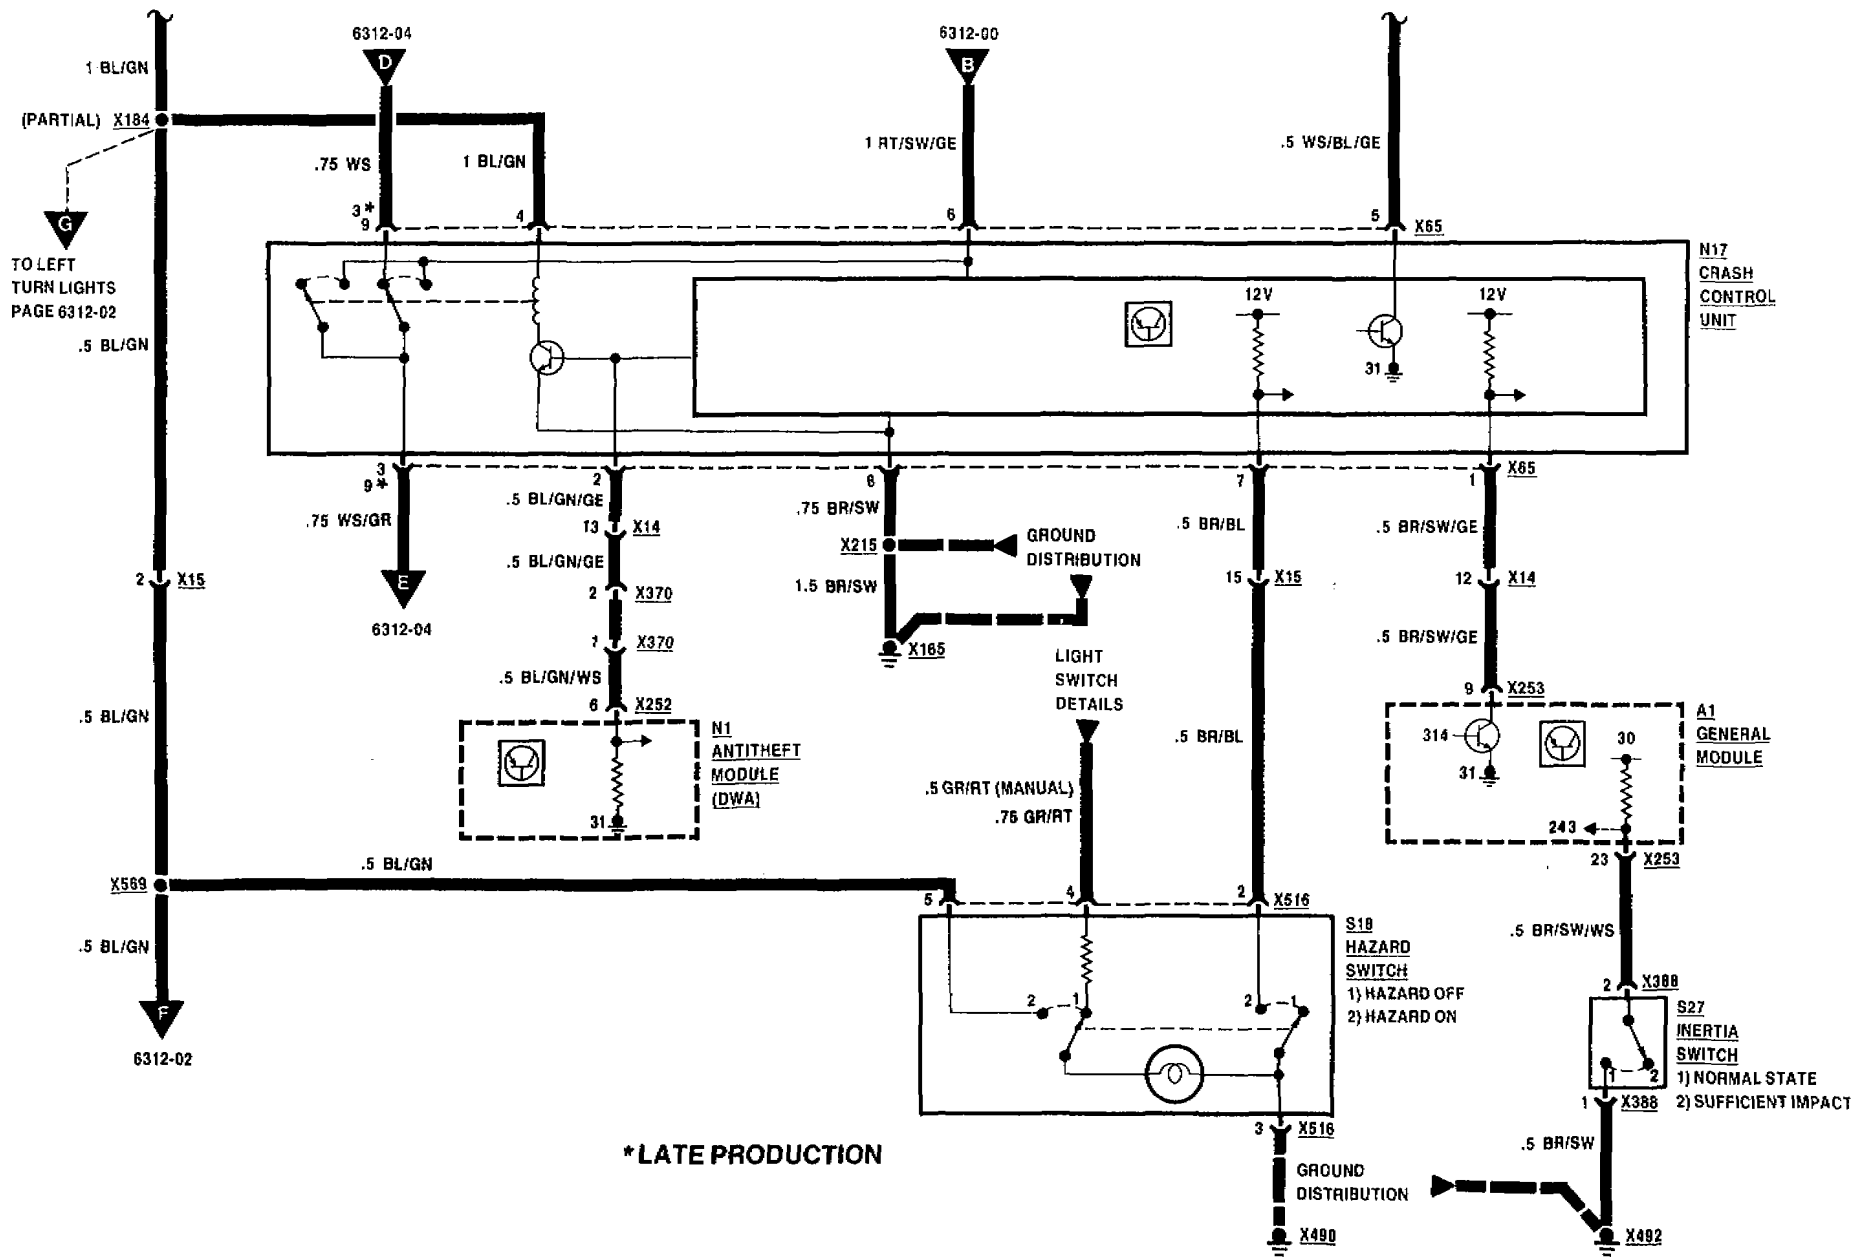 6312-04
D
6312-00
B
1 BL/GN
(PARTIAL) X184
.75 WS
1 BL/GN
1 RT/SW/GE
.5 WS/BL/GE
3*
9
4
6
5
X65
G
TO LEFT
TURN LIGHTS
PAGE 6312-02
.5 BL/GN
N17
CRASH
CONTROL
UNIT
12V
12V
31
3
9*
2
7
1
X65
.75 WS/GR
.5 BL/GN/GE
.75 BR/SW
.5 BR/BL
.5 BR/SW/GE
13 X14
X215
GROUND
DISTRIBUTION
.5 BL/GN/GE
1.5 BR/SW
2 X15
E
6312-04
2 X370
1 X370
15 X15
12 X14
.5 BR/SW/GE
X165
.5 BL/GN/WS
LIGHT
SWITCH
DETAILS
6 X252
9 X253
.5 BL/GN
N1
ANTITHEFT
MODULE
(DWA)
31
.5 BR/BL
A1
GENERAL
MODULE
314
30
31
243
.5 GR/RT (MANUAL)
.75 GR/RT
23 X253
.5 BL/GN
X569
5
4
2 X516
S18
HAZARD
SWITCH
1) HAZARD OFF
2) HAZARD ON
.5 BL/GN
.5 BR/SW/WS
2
1
2
1
2 X388
S27
INERTIA
SWITCH
1) NORMAL STATE
2) SUFFICIENT IMPACT
1
2
F
6312-02
1 X388
3 X516
*LATE PRODUCTION
.5 BR/SW
GROUND
DISTRIBUTION
X490
X492